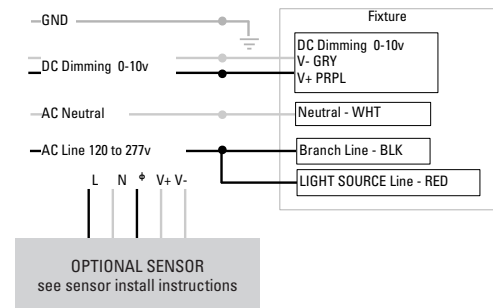 GND
Fixture
DC Dimming 0-10v
DC Dimming 0-10v
V- GRY
V+ PRPL
AC Neutral
Neutral - WHT
AC Line 120 to 277v
Branch Line - BLK
LIGHT SOURCE Line - RED
L N ϕ V+ V-
OPTIONAL SENSOR
see sensor install instructions